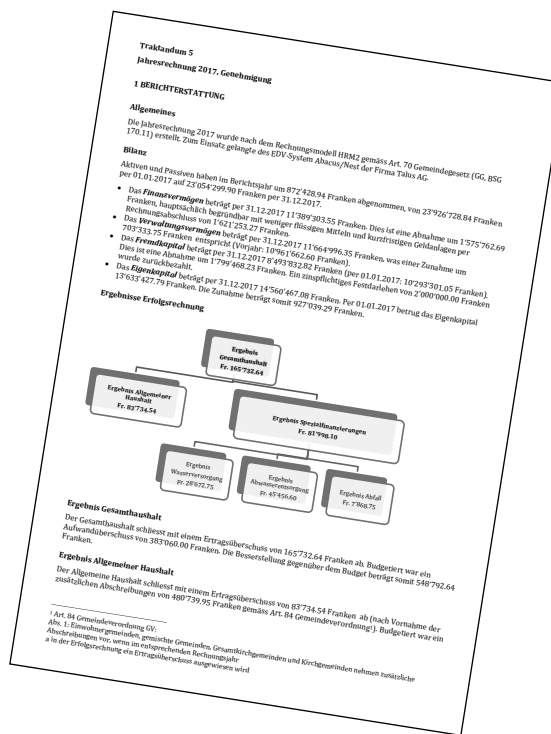 Traktandum 5
Jahresrechnung 2017. Genehmigung
1 BERICHTERSTATTUNG
Allgemeines
Die Jahresrechnung 2017 wurde nach dem Rechnungsmodell HRM2 gemäss Art. 70 Gemeindegesetz (GG, BSG
170.11) erstellt. Zum Einsatz gelangte des EDV-System Abacus/Nest der Firma Talus AG.
Bilanz
Aktiven und Passiven haben im Berichtsjahr um 872'428.94 Franken abgenommen, von 23'926'728.84 Franken
per 01.01.2017 auf 23'054'299.90 Franken per 31.12.2017.
• Das Finanzvermögen beträgt per 31.12.2017 11'389'303.55 Franken. Dies ist eine Abnahme um 1'575'762.69
Franken, hauptsächlich begründbar mit weniger flüssigen Mitteln und kurzfristigen Geldanlagen per
Rechnungsabschluss von 1'621'253.27 Franken.
• Das Verwaltungsvermögen beträgt per 31.12.2017 11'664'996.35 Franken, was einer Zunahme um
703'333.75 Franken entspricht (Vorjahr: 10'961'662.60 Franken).
• Das Fremdkapital beträgt per 31.12.2017 8'493'832.82 Franken (per 01.01.2017: 10'293'301.05 Franken).
Dies ist eine Abnahme um 1'799'468.23 Franken. Ein zinspflichtiges Festdarlehen von 2'000'000.00 Franken
wurde zurückbezahlt.
• Das Eigenkapital beträgt per 31.12.2017 14'560'467.08 Franken. Per 01.01.2017 betrug das Eigenkapital
13'633'427.79 Franken. Die Zunahme beträgt somit 927'039.29 Franken.
Ergebnisse Erfolgsrechnung
Ergebnis
Gesamthaushalt
Fr. 165'732.64
Ergebnis Allgemeiner
Haushalt
Fr. 83'734.54
Ergebnis Spezialfinanzierungen
Fr. 81'998.10
Ergebnis
Wasserversorgung
Fr. 28'672.75
Ergebnis
Abwasserentsorgung
Fr. 45'456.60
Ergebnis Abfall
Fr. 7'868.75
Ergebnis Gesamthaushalt
Der Gesamthaushalt schliesst mit einem Ertragsüberschuss von 165'732.64 Franken ab. Budgetiert war ein
Aufwandüberschuss von 383'060.00 Franken. Die Besserstellung gegenüber dem Budget beträgt somit 548'792.64
Franken.
Ergebnis Allgemeiner Haushalt
Der Allgemeine Haushalt schliesst mit einem Ertragsüberschuss von 83'734.54 Franken ab (nach Vornahme der
zusätzlichen Abschreibungen von 480'739.95 Franken gemäss Art. 84 Gemeindeverordnung¹). Budgetiert war ein
¹ Art. 84 Gemeindeverordnung GV:
Abs. 1: Einwohnergemeinden, gemischte Gemeinden, Gesamtkirchgemeinden und Kirchgemeinden nehmen zusätzliche
Abschreibungen vor, wenn im entsprechenden Rechnungsjahr
a in der Erfolgsrechnung ein Ertragsüberschuss ausgewiesen wird